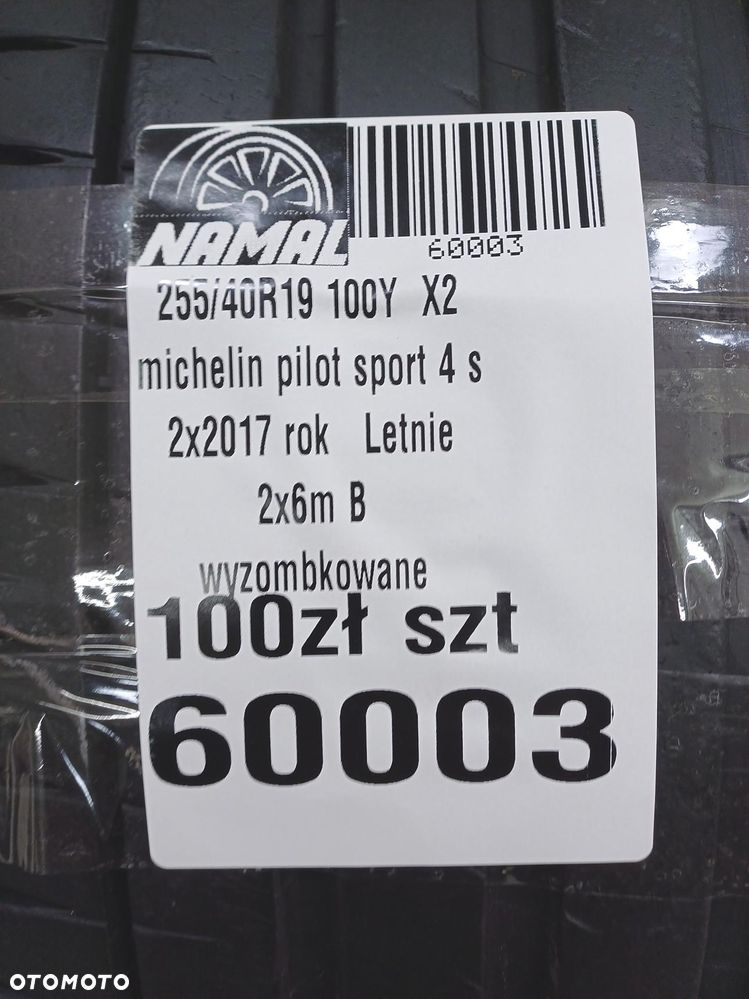 NAMAL
60003
255/40R19 100Y X2
michelin pilot sport 4 s
2x2017 rok Letnie
2x6m B
wyzombkowane
100zł szt
60003
OTOMOTO